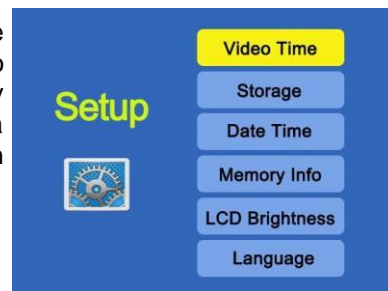 Setup
Video Time
Storage
Date Time
Memory Info
LCD Brightness
Language